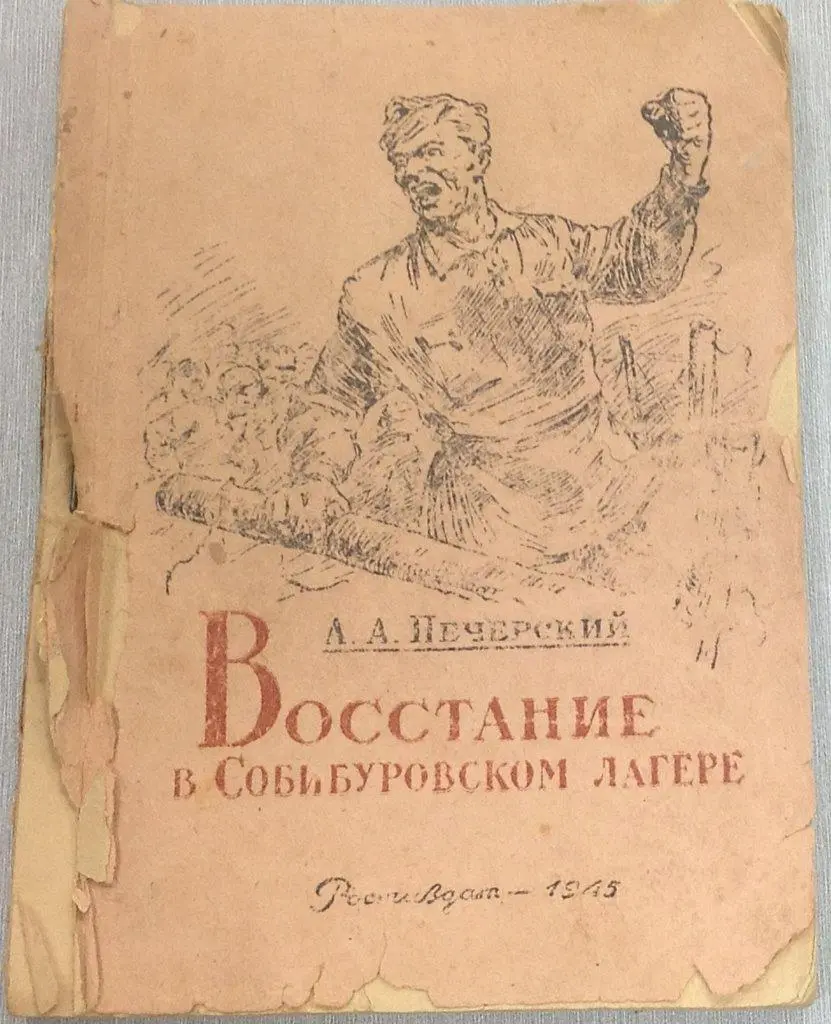 А. А. ПЕЧЕРСКИЙ
ВОССТАНИЕ
В СОБИБУРОВСКОМ ЛАГЕРЕ
Ростиздат — 1945